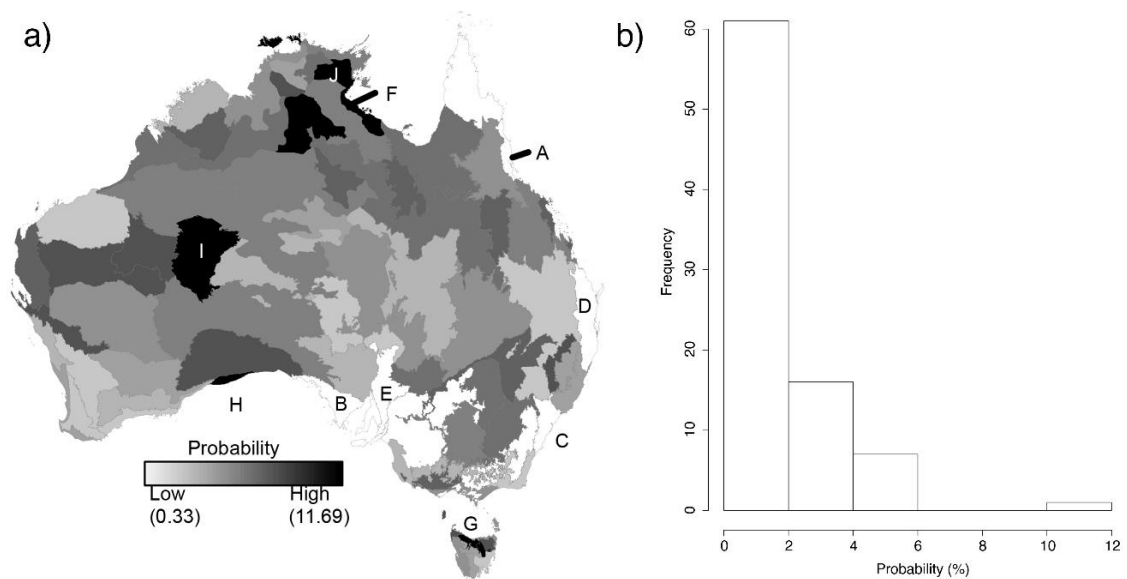 a)
J
F
A
I
D
H
B
E
C
Probability
Low
High
(0.33)
(11.69)
G
b)
Frequency
60
50
40
30
20
10
0
0 2 4 6 8 10 12
Probability (%)